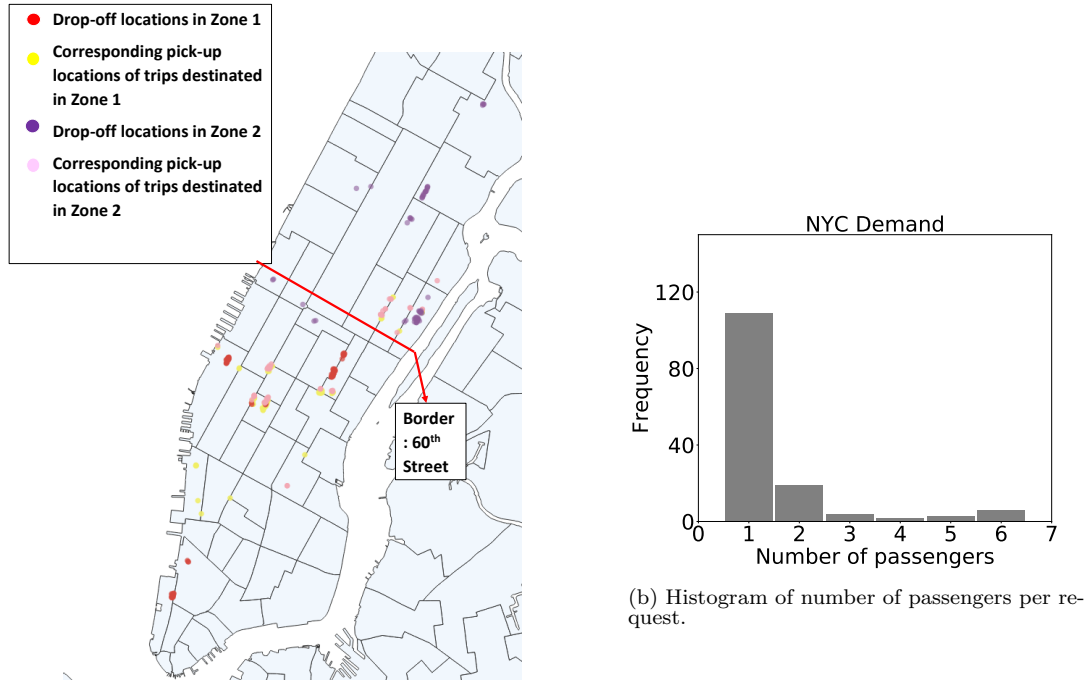 Drop-off locations in Zone 1
Corresponding pick-up
locations of trips destinated
in Zone 1
Drop-off locations in Zone 2
Corresponding pick-up
locations of trips destinated
in Zone 2
Border
: 60th
Street
NYC Demand
120
80
40
0
0 1 2 3 4 5 6 7
Frequency
Number of passengers
(b) Histogram of number of passengers per re-
quest.